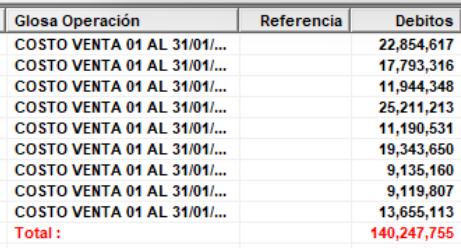 Glosa Operación Referencia Debitos
COSTO VENTA 01 AL 31/01/... 22,854,617
COSTO VENTA 01 AL 31/01/... 17,793,316
COSTO VENTA 01 AL 31/01/... 11,944,348
COSTO VENTA 01 AL 31/01/... 25,211,213
COSTO VENTA 01 AL 31/01/... 11,190,531
COSTO VENTA 01 AL 31/01/... 19,343,650
COSTO VENTA 01 AL 31/01/... 9,135,160
COSTO VENTA 01 AL 31/01/... 9,119,807
COSTO VENTA 01 AL 31/01/... 13,655,113
Total : 140,247,755